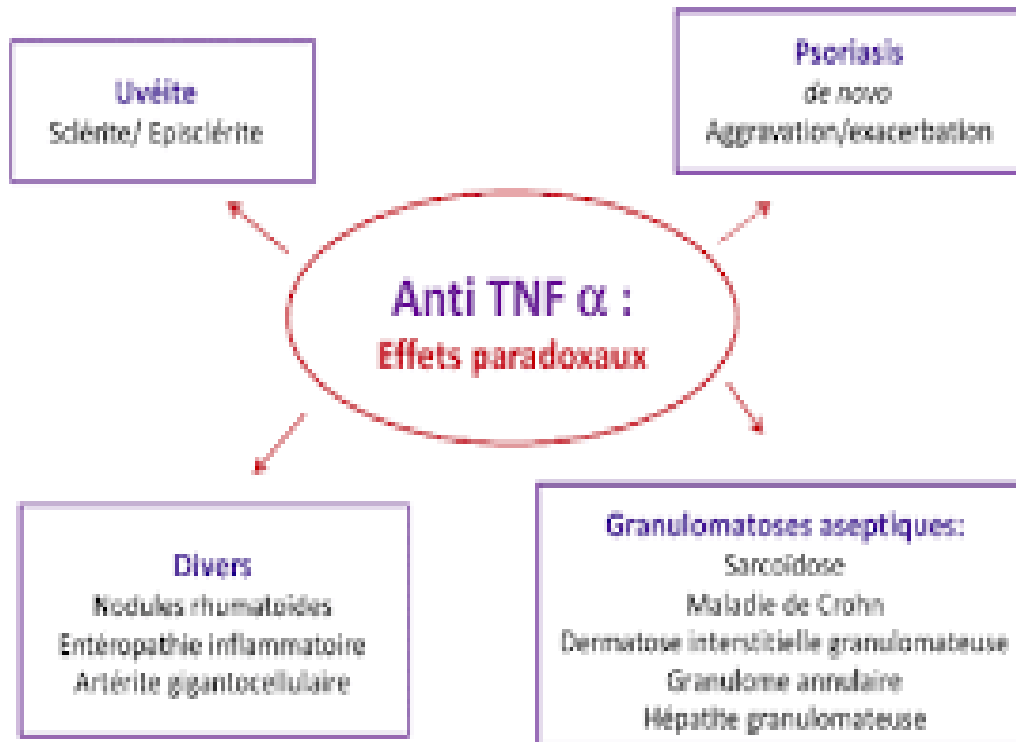 Uvéite
Sclérite/ Episclérite
Psoriasis
de novo
Aggravation/exacerbation
Anti TNF α :
Effets paradoxaux
Divers
Nodules rhumatoïdes
Entéropathie inflammatoire
Artérite gigantocellulaire
Granulomatoses aseptiques:
Sarcoïdose
Maladie de Crohn
Dermatose interstitielle granulomateuse
Granulome annulaire
Hépatite granulomateuse